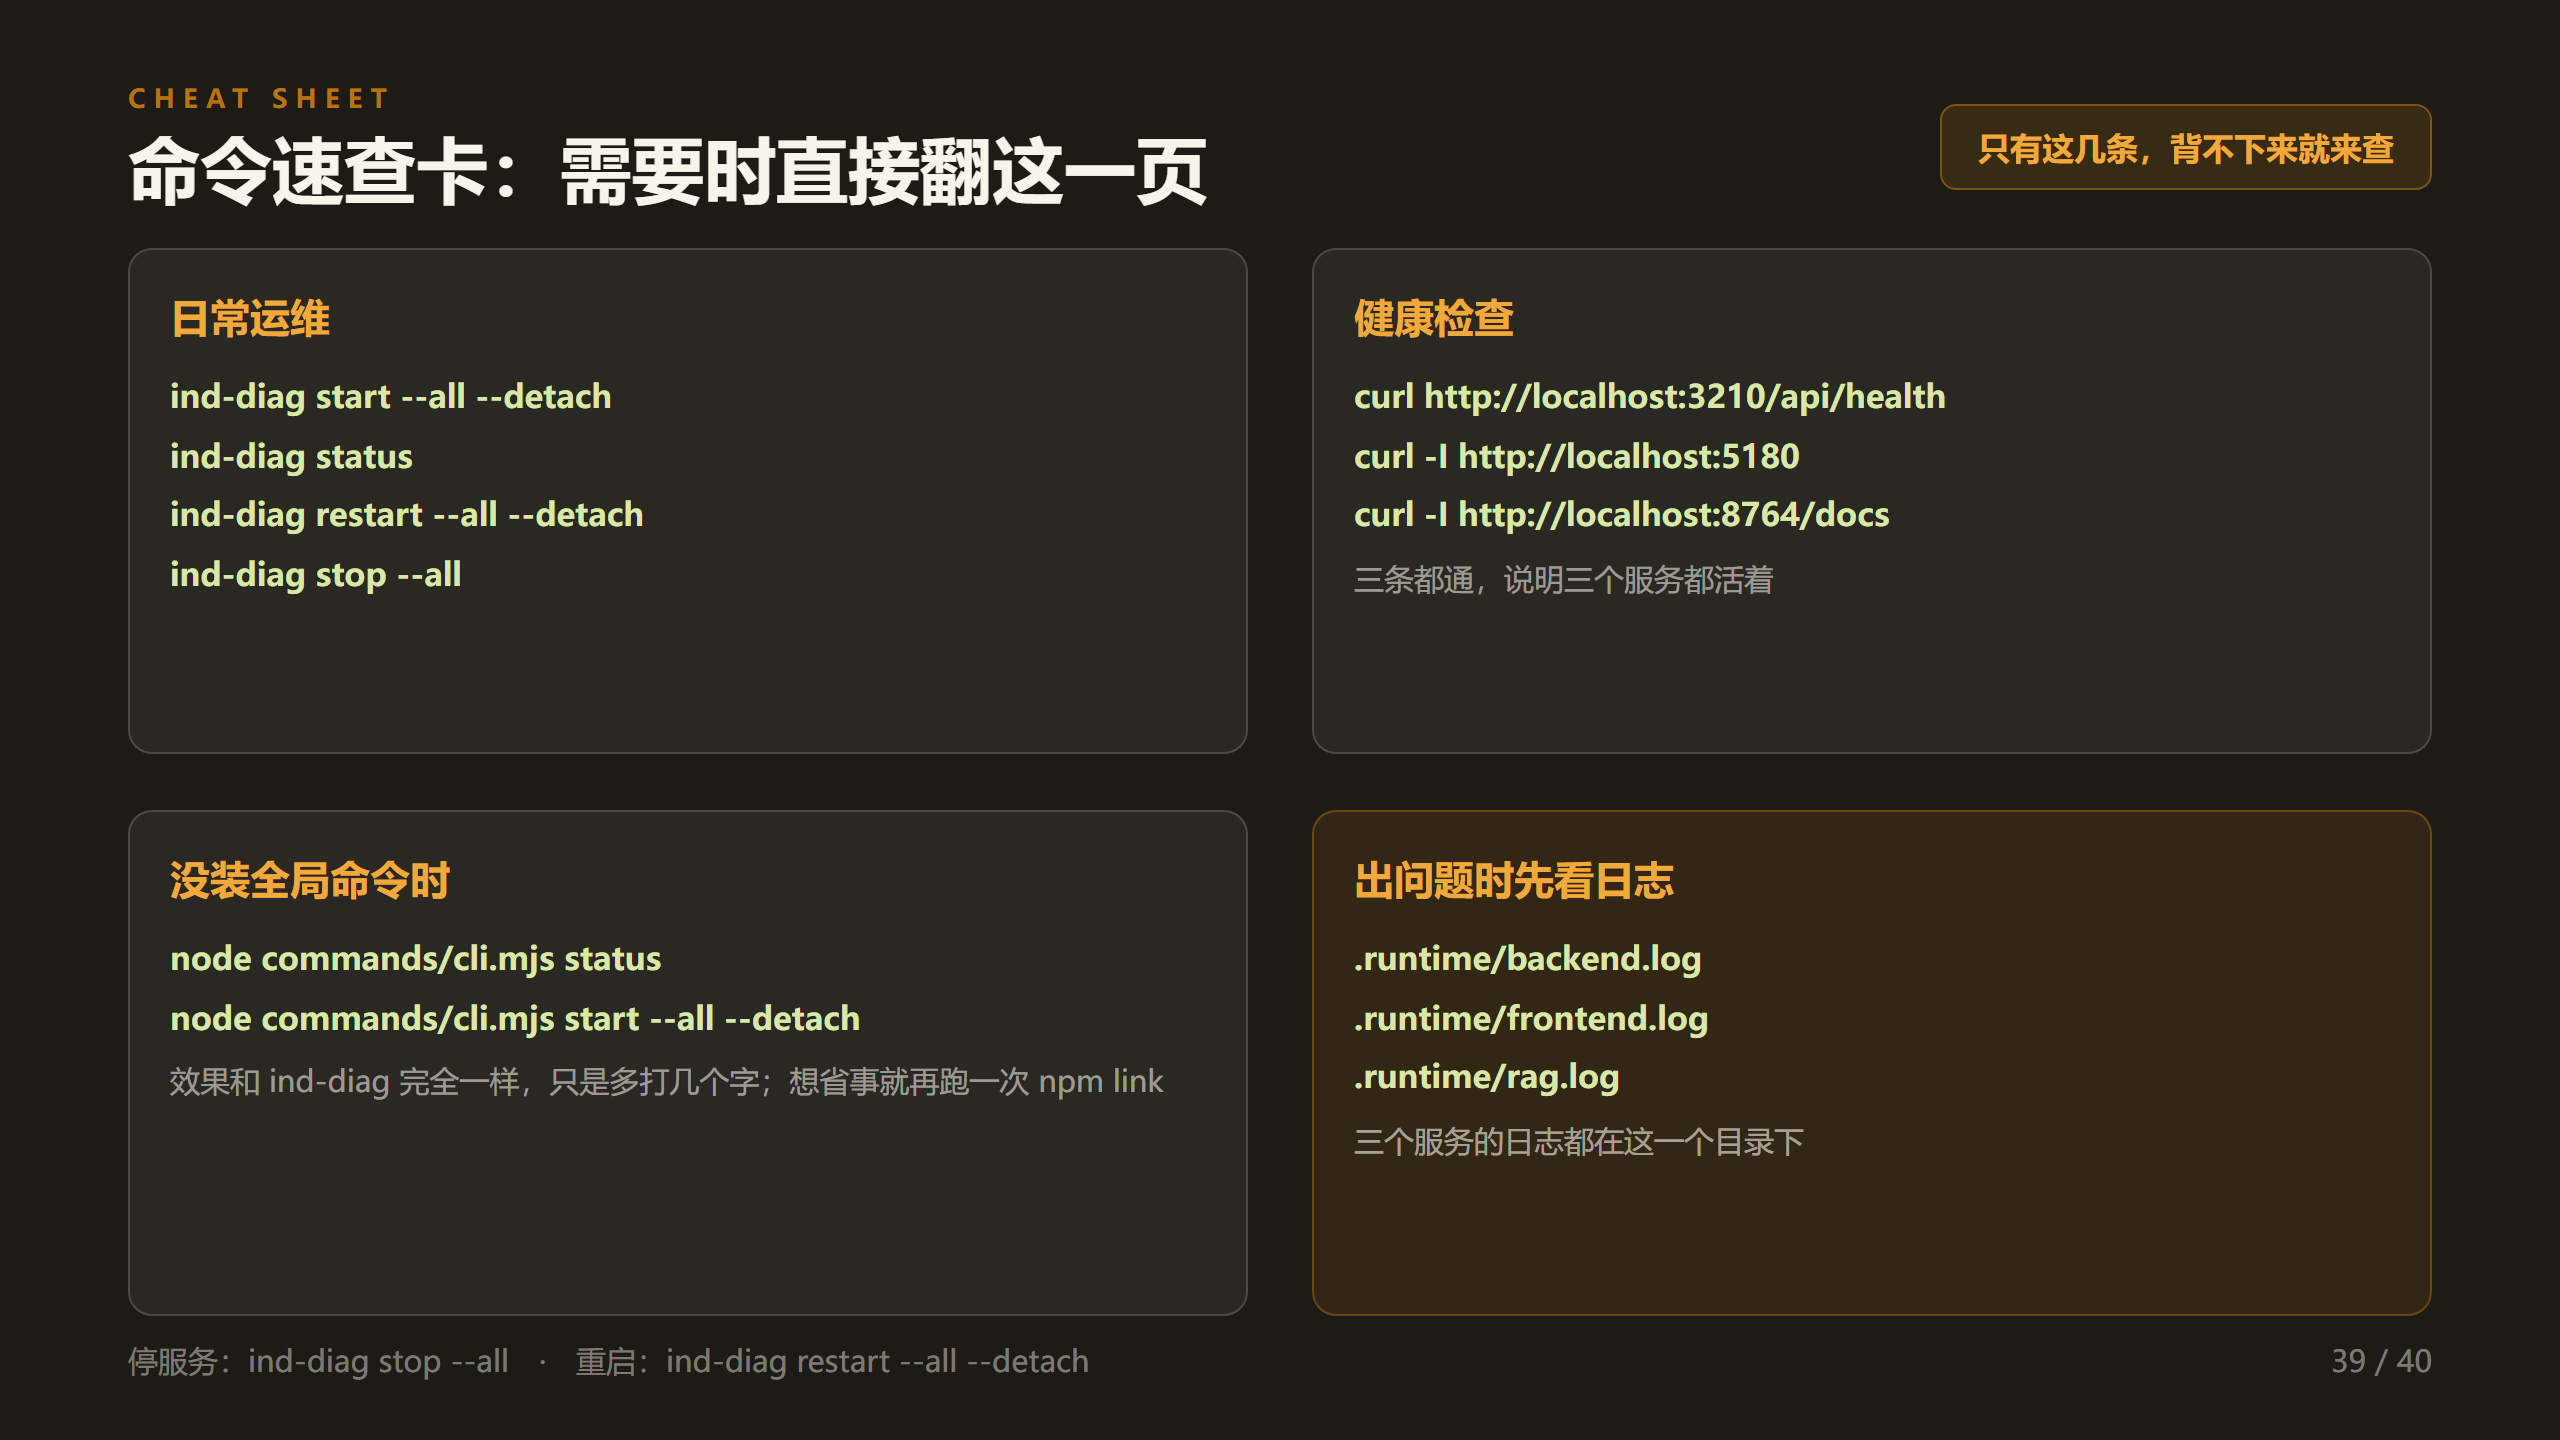 CHEAT SHEET
命令速查卡：需要时直接翻这一页
只有这几条，背不下来就来查
日常运维
ind-diag start --all --detach
ind-diag status
ind-diag restart --all --detach
ind-diag stop --all
健康检查
curl http://localhost:3210/api/health
curl -I http://localhost:5180
curl -I http://localhost:8764/docs
三条都通，说明三个服务都活着
没装全局命令时
node commands/cli.mjs status
node commands/cli.mjs start --all --detach
效果和 ind-diag 完全一样，只是多打几个字；想省事就再跑一次 npm link
出问题时先看日志
.runtime/backend.log
.runtime/frontend.log
.runtime/rag.log
三个服务的日志都在这一个目录下
停服务：ind-diag stop --all · 重启：ind-diag restart --all --detach
39 / 40